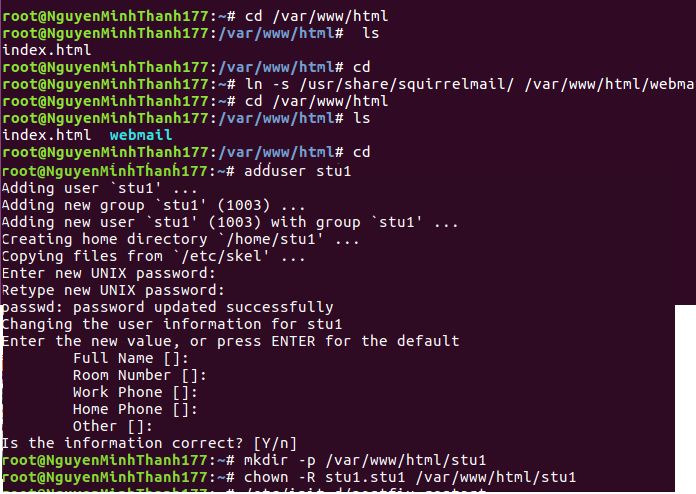 root@NguyenMinhThanh177:~# cd /var/www/html
root@NguyenMinhThanh177:/var/www/html#  ls
index.html
root@NguyenMinhThanh177:/var/www/html# cd
root@NguyenMinhThanh177:~# ln -s /usr/share/squirrelmail/ /var/www/html/webma
root@NguyenMinhThanh177:~# cd /var/www/html
root@NguyenMinhThanh177:/var/www/html# ls
index.html  webmail
root@NguyenMinhThanh177:/var/www/html# cd
root@NguyenMinhThanh177:~# adduser stu1
Adding user `stu1' ...
Adding new group `stu1' (1003) ...
Adding new user `stu1' (1003) with group `stu1' ...
Creating home directory `/home/stu1' ...
Copying files from `/etc/skel' ...
Enter new UNIX password:
Retype new UNIX password:
passwd: password updated successfully
Changing the user information for stu1
Enter the new value, or press ENTER for the default
Full Name []:
Room Number []:
Work Phone []:
Home Phone []:
Other []:
Is the information correct? [Y/n]
root@NguyenMinhThanh177:~# mkdir -p /var/www/html/stu1
root@NguyenMinhThanh177:~# chown -R stu1.stu1 /var/www/html/stu1
root@NguyenMinhThanh177:~# /etc/init.d/postfix restart